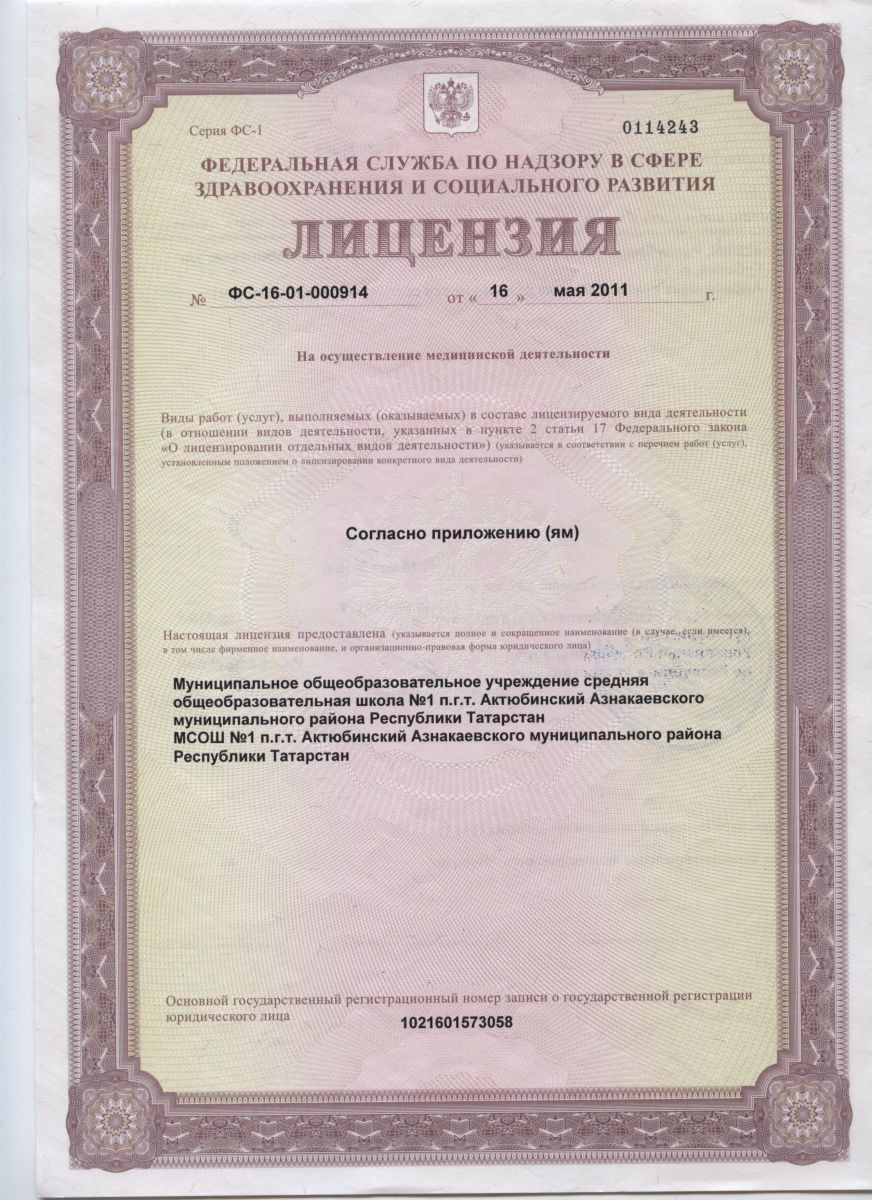 Серия ФС-1
0114243
ФЕДЕРАЛЬНАЯ СЛУЖБА ПО НАДЗОРУ В СФЕРЕ
ЗДРАВООХРАНЕНИЯ И СОЦИАЛЬНОГО РАЗВИТИЯ
ЛИЦЕНЗИЯ
№ ФС-16-01-000914 от « 16 » мая 2011 г.
На осуществление медицинской деятельности
Виды работ (услуг), выполняемых (оказываемых) в составе лицензируемого вида деятельности
(в отношении видов деятельности, указанных в пункте 2 статьи 17 Федерального закона
«О лицензировании отдельных видов деятельности») (указывается в соответствии с перечнем работ (услуг),
установленным положением о лицензировании конкретного вида деятельности)
Согласно приложению (ям)
Настоящая лицензия предоставлена (указывается полное и сокращенное наименование (в случае, если имеется),
в том числе фирменное наименование, и организационно-правовая форма юридического лица)
Муниципальное общеобразовательное учреждение средняя
общеобразовательная школа №1 п.г.т. Актюбинский Азнакаевского
муниципального района Республики Татарстан
МСОШ №1 п.г.т. Актюбинский Азнакаевского муниципального района
Республики Татарстан
Основной государственный регистрационный номер записи о государственной регистрации
юридического лица
1021601573058